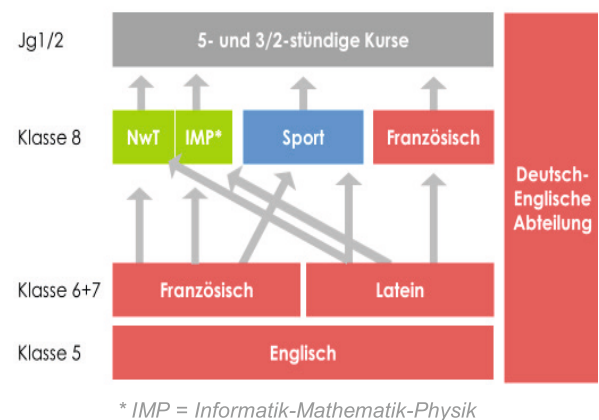 Jg1/2
5- und 3/2-stündige Kurse
Klasse 8
NwT
IMP*
Sport
Französisch
Deutsch-
Englische
Abteilung
Klasse 6+7
Französisch
Latein
Klasse 5
Englisch
* IMP = Informatik-Mathematik-Physik